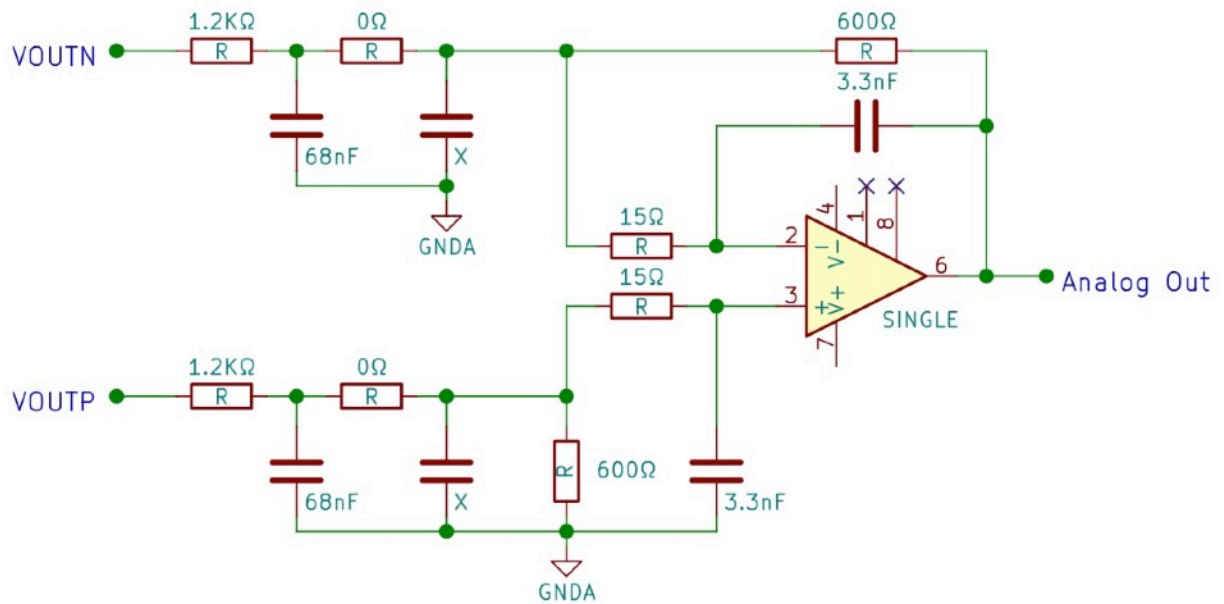 1.2KΩ
0Ω
600Ω
VOUTN
R
R
R
3.3nF
68nF
X
GNDA
15Ω
R
15Ω
R
4
1
8
2
3
6
7
−
V-
+
V+
SINGLE
Analog Out
1.2KΩ
0Ω
VOUTP
R
R
R
600Ω
68nF
X
3.3nF
GNDA